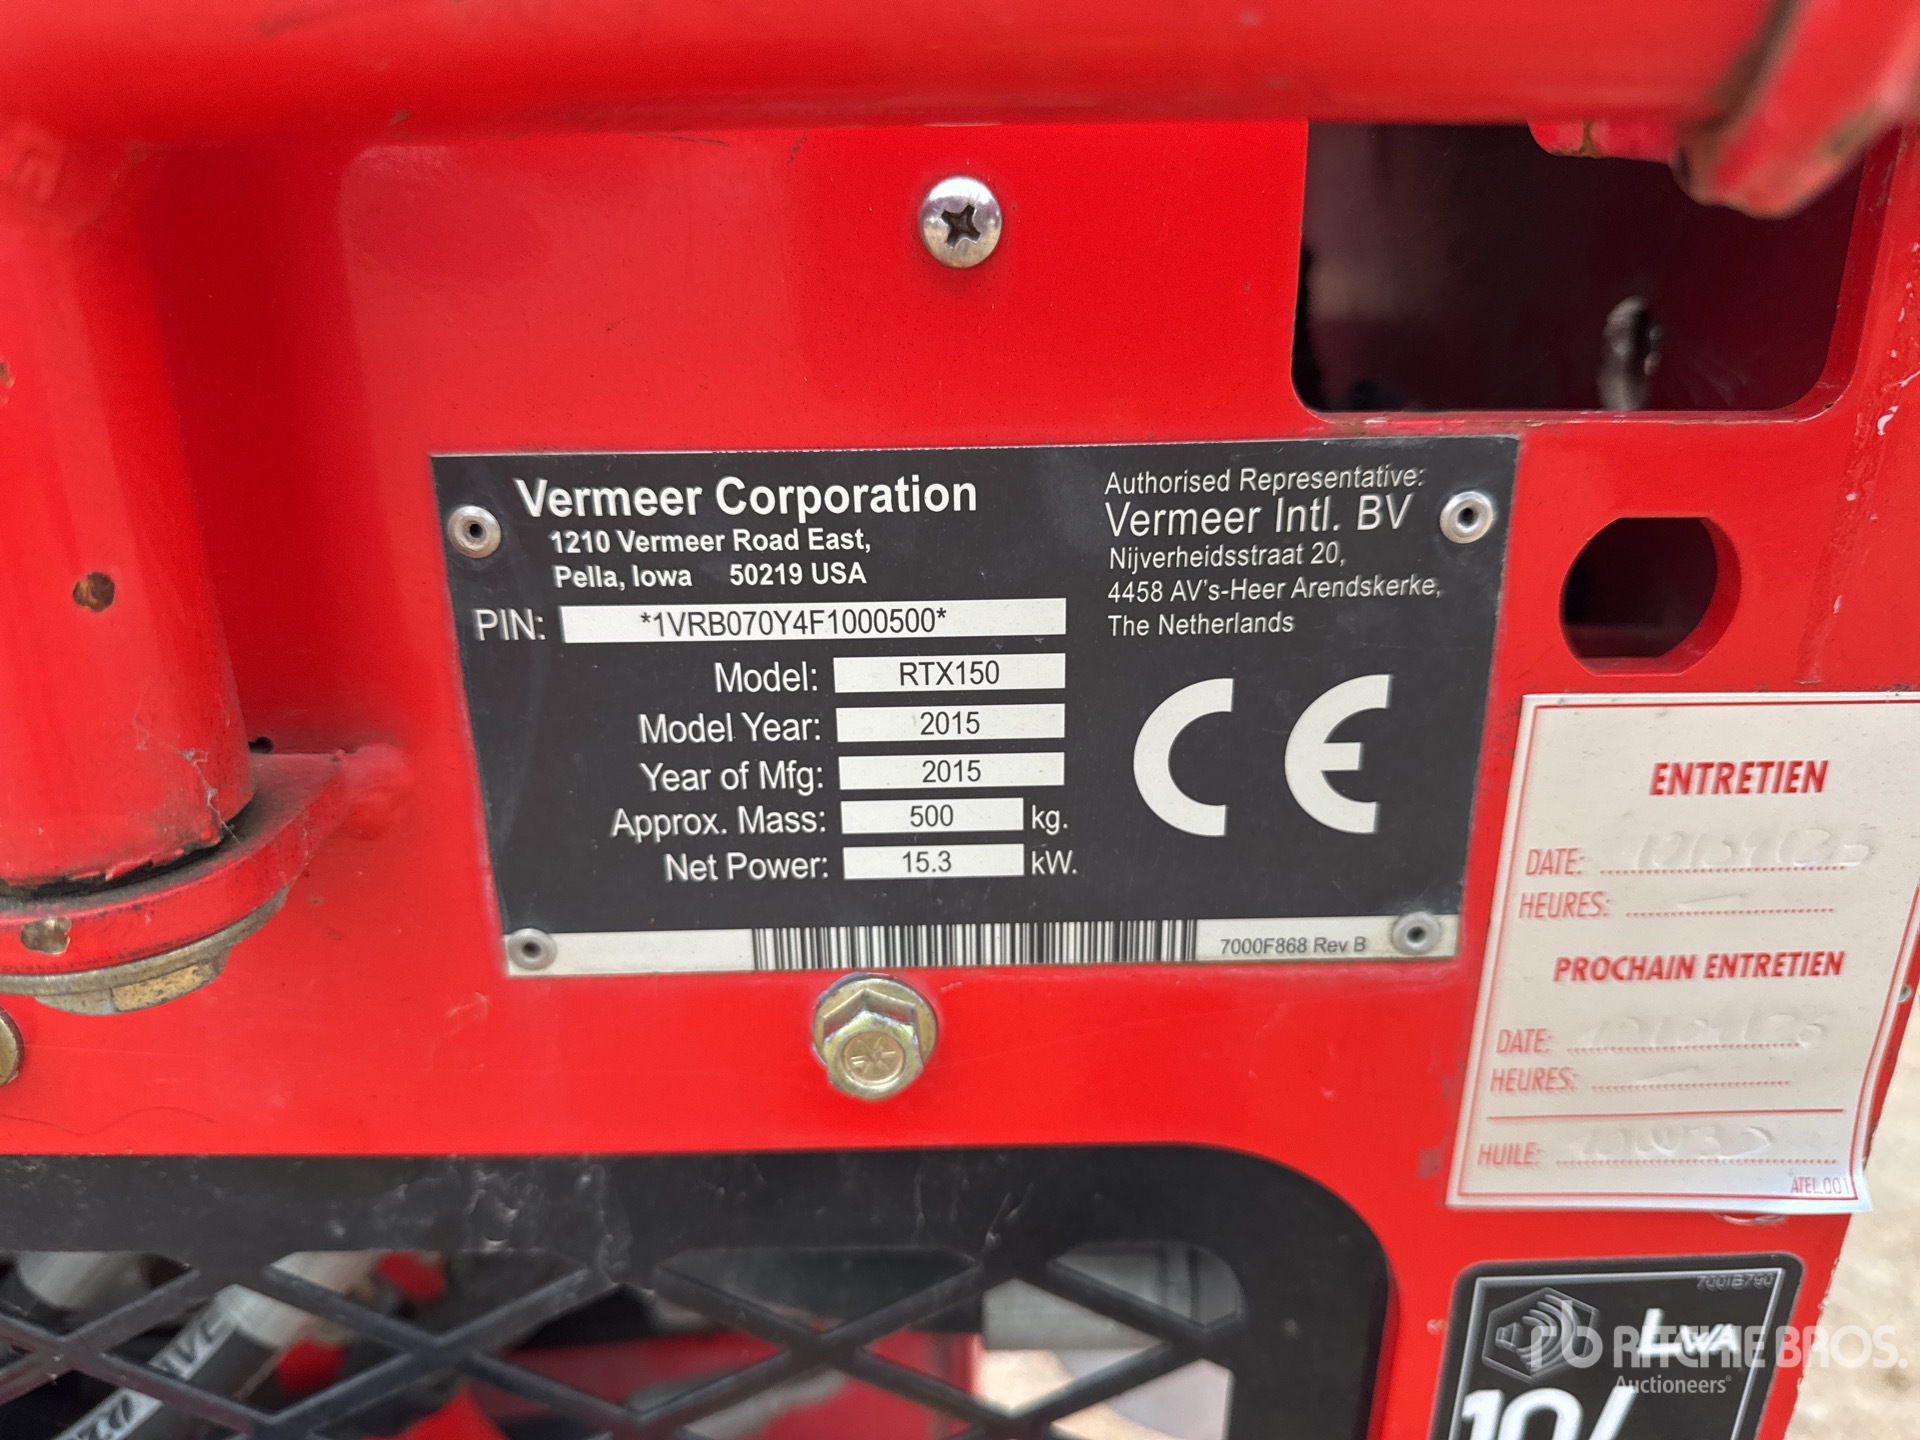 Vermeer Corporation
1210 Vermeer Road East,
Pella, Iowa 50219 USA
PIN: *1VRB070Y4F1000500*
Model: RTX150
Model Year: 2015
Year of Mfg: 2015
Approx. Mass: 500 kg.
Net Power: 15.3 kW.
Authorised Representative:
Vermeer Intl. BV
Nijverheidsstraat 20,
4458 AV's-Heer Arendskerke,
The Netherlands
CE
7000F868 Rev B
ENTRETIEN
DATE:
HEURES:
PROCHAIN ENTRETIEN
DATE:
HEURES:
HUILE:
ATEL.001
LWA
RITCHIE BROS.
Auctioneers